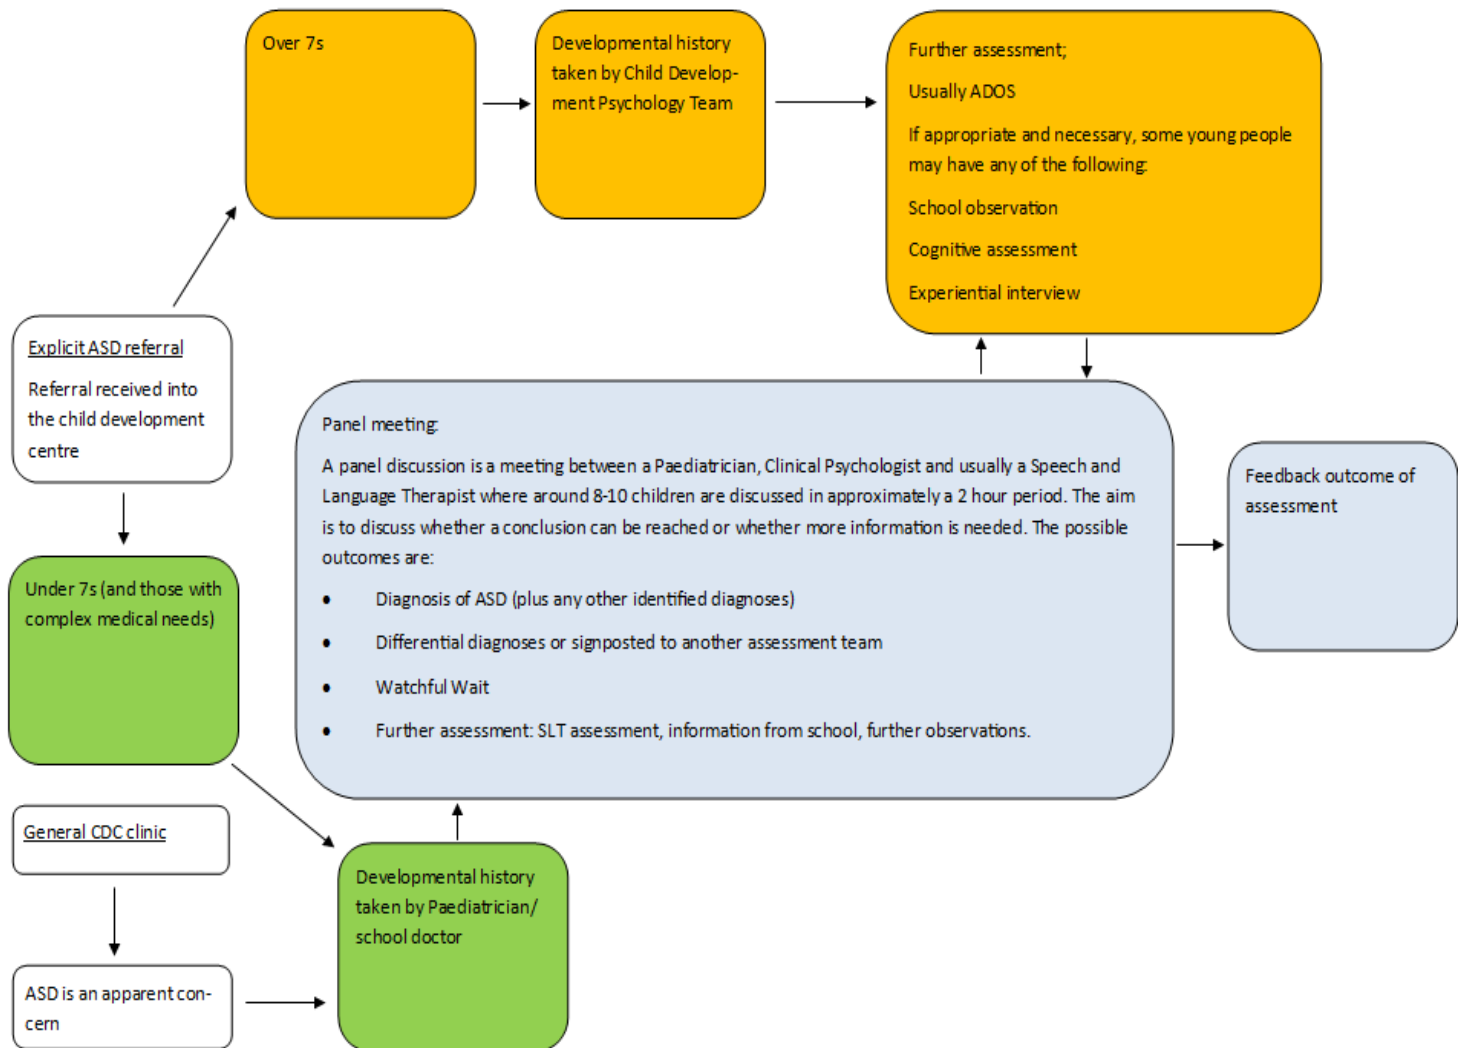 Over 7s
Developmental history
taken by Child Develop-
ment Psychology Team
Further assessment;
Usually ADOS
If appropriate and necessary, some young people
may have any of the following:
School observation
Cognitive assessment
Experiential interview
Explicit ASD referral
Referral received into
the child development
centre
Panel meeting:
A panel discussion is a meeting between a Paediatrician, Clinical Psychologist and usually a Speech and
Language Therapist where around 8-10 children are discussed in approximately a 2 hour period. The aim
is to discuss whether a conclusion can be reached or whether more information is needed. The possible
outcomes are:
• Diagnosis of ASD (plus any other identified diagnoses)
• Differential diagnoses or signposted to another assessment team
• Watchful Wait
• Further assessment: SLT assessment, information from school, further observations.
Feedback outcome of
assessment
Under 7s (and those with
complex medical needs)
General CDC clinic
Developmental history
taken by Paediatrician/
school doctor
ASD is an apparent con-
cern